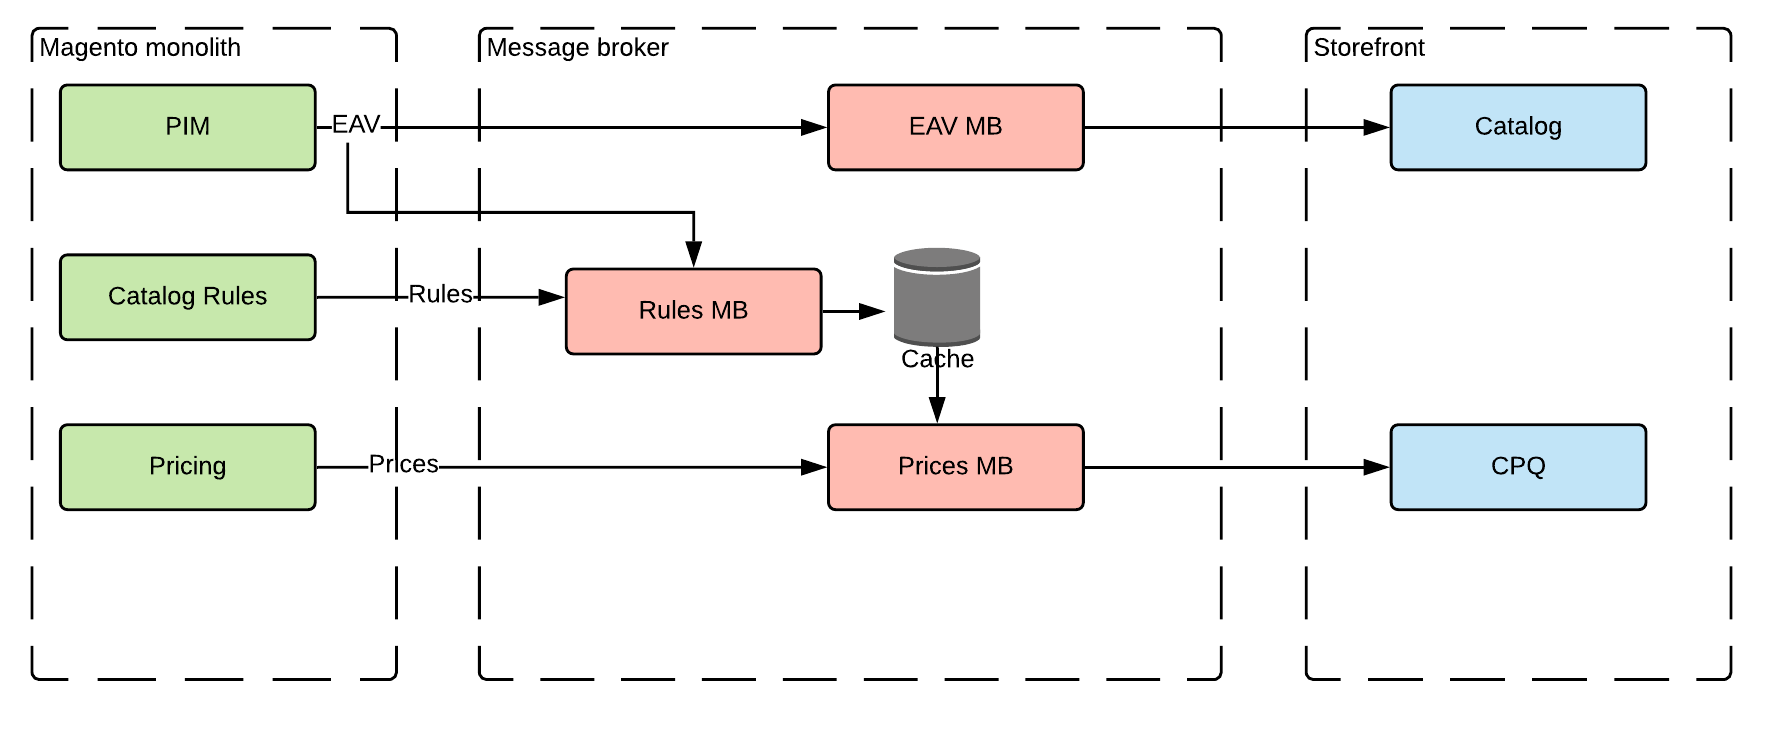 Magento monolith
Message broker
Storefront
PIM
EAV
EAV MB
Catalog
Catalog Rules
Rules
Rules MB
Cache
Pricing
Prices
Prices MB
CPQ